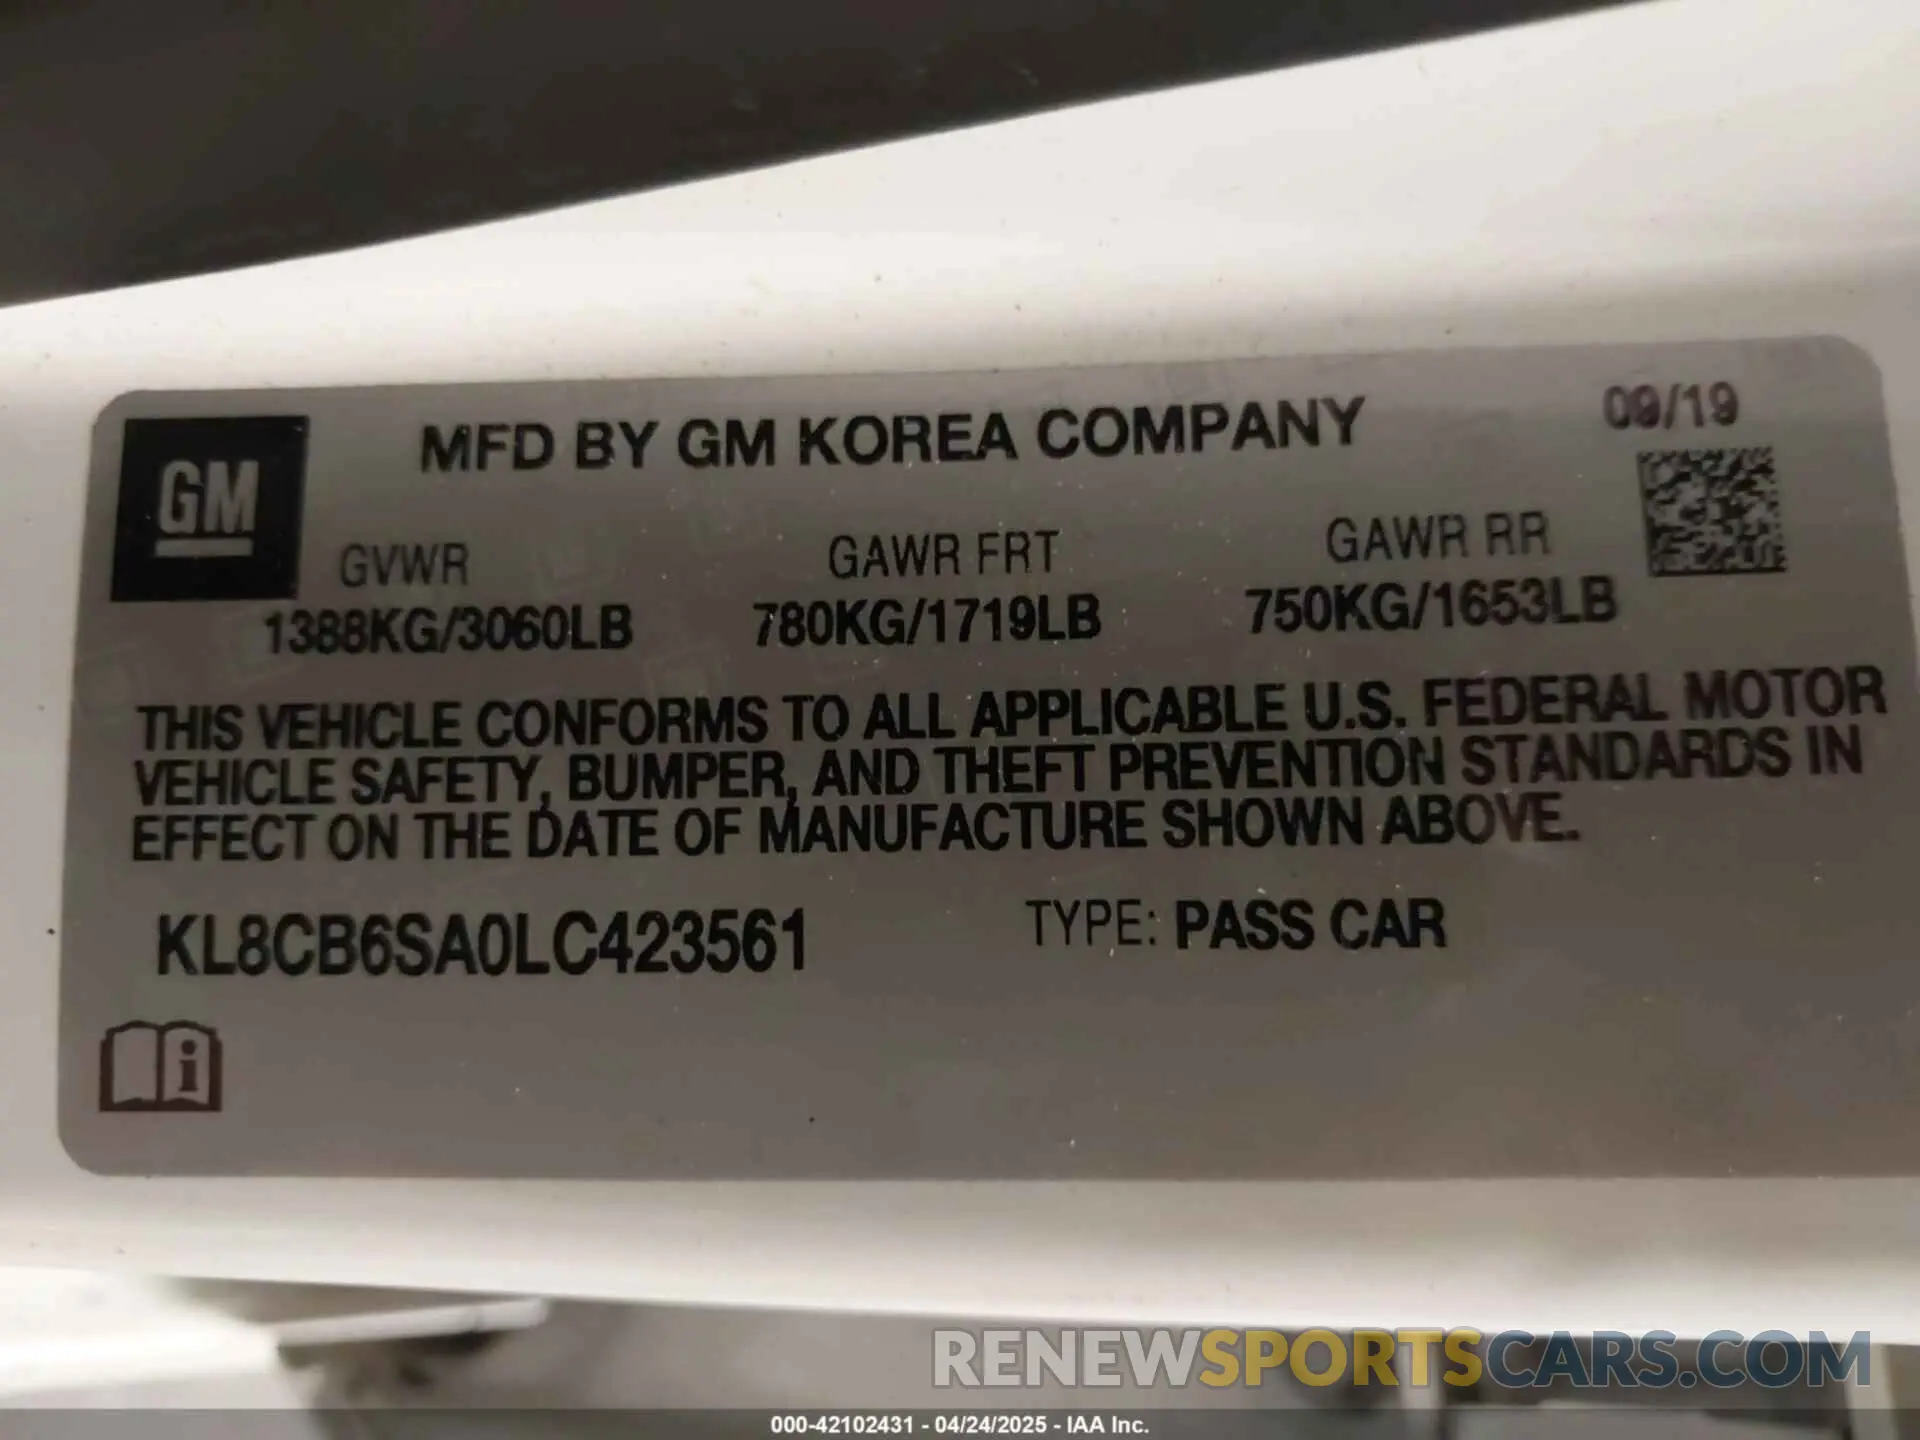 GM
MFD BY GM KOREA COMPANY
09/19
GVWR
GAWR FRT
GAWR RR
1388KG/3060LB
780KG/1719LB
750KG/1653LB
THIS VEHICLE CONFORMS TO ALL APPLICABLE U.S. FEDERAL MOTOR
VEHICLE SAFETY, BUMPER, AND THEFT PREVENTION STANDARDS IN
EFFECT ON THE DATE OF MANUFACTURE SHOWN ABOVE.
KL8CB6SA0LC423561
TYPE: PASS CAR
i
RENEWSPORTSCARS.COM
000-42102431 - 04/24/2025 - IAA Inc.